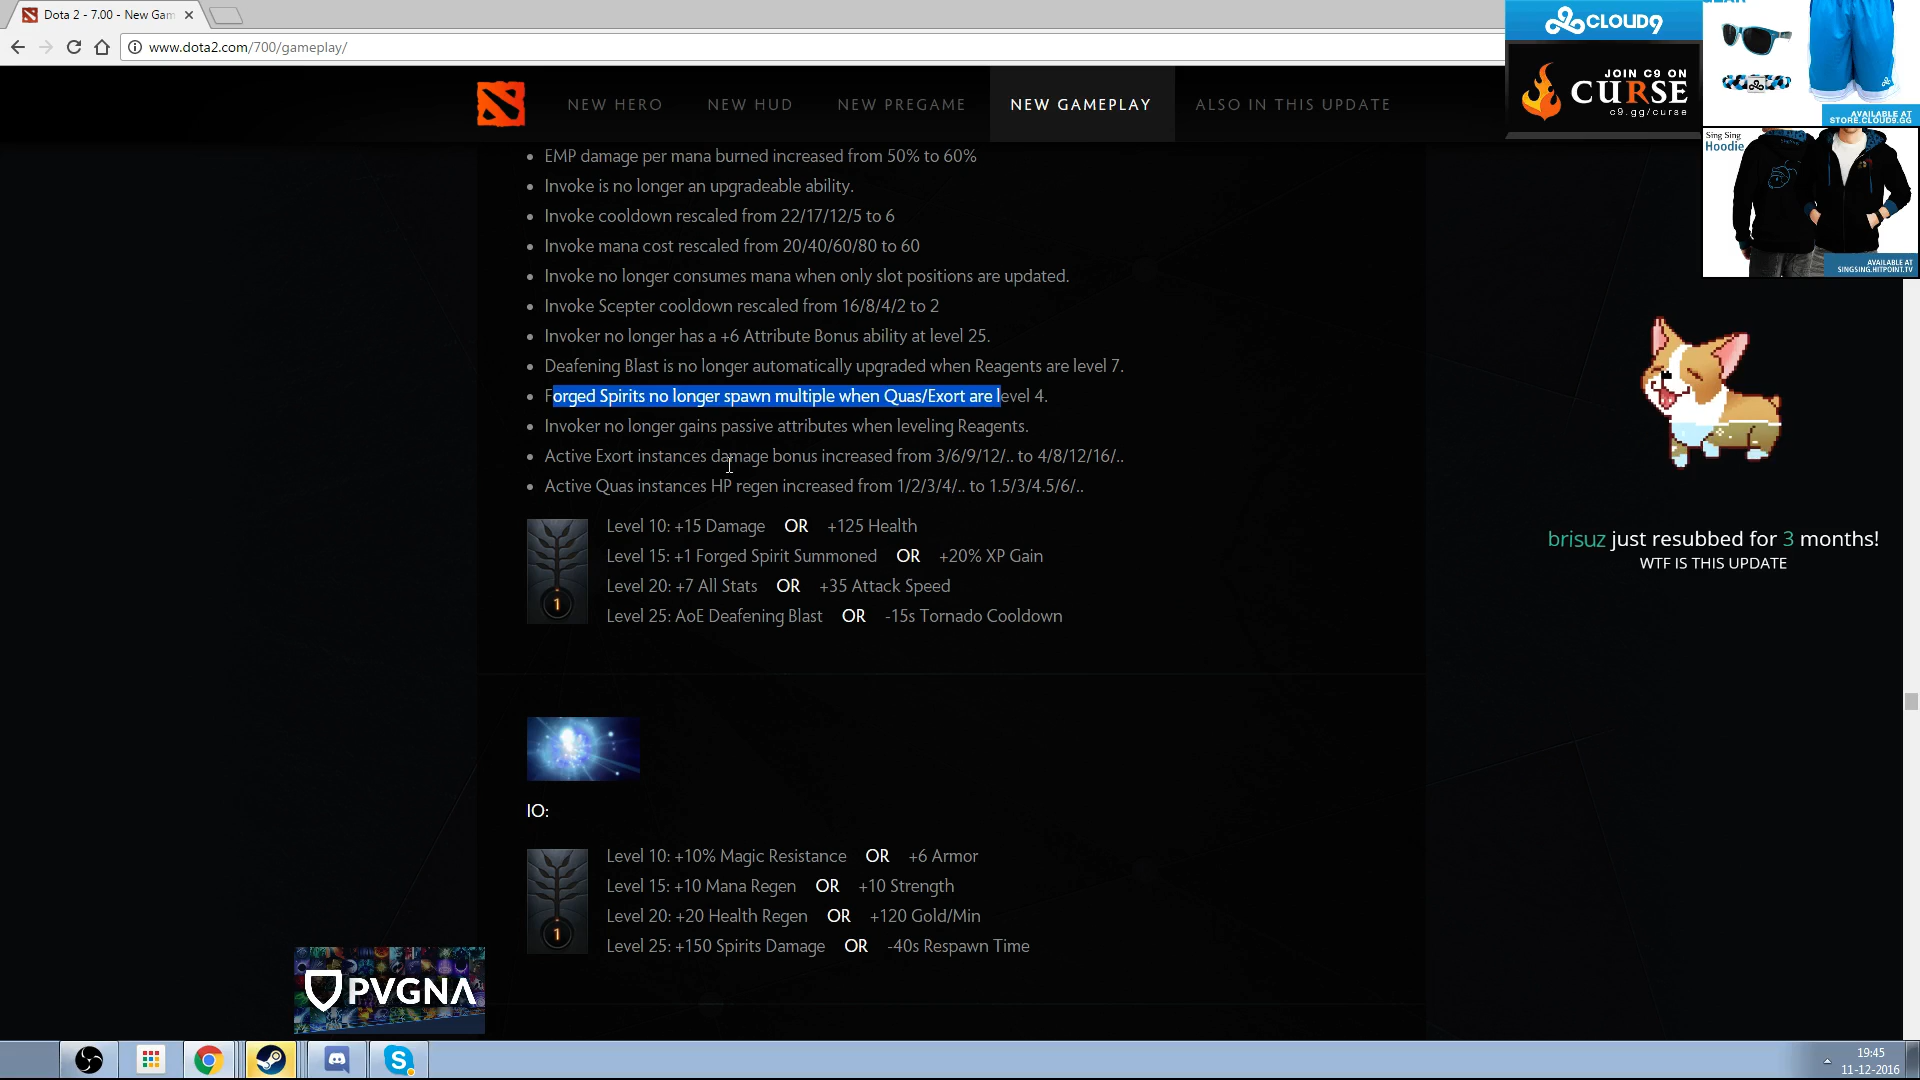 Dota 2 - 7.00 - New Gam
www.dota2.com/700/gameplay/
NEW HERO
NEW HUD
NEW PREGAME
NEW GAMEPLAY
ALSO IN THIS UPDATE
CLOUD9
JOIN C9 ON
CURSE
c9.gg/curse
GEAR
AVAILABLE AT
STORE.CLOUD9.GG
Sing Sing
Hoodie
AVAILABLE AT
SINGSING.HITPOINT.TV
EMP damage per mana burned increased from 50% to 60%
Invoke is no longer an upgradeable ability.
Invoke cooldown rescaled from 22/17/12/5 to 6
Invoke mana cost rescaled from 20/40/60/80 to 60
Invoke no longer consumes mana when only slot positions are updated.
Invoke Scepter cooldown rescaled from 16/8/4/2 to 2
Invoker no longer has a +6 Attribute Bonus ability at level 25.
Deafening Blast is no longer automatically upgraded when Reagents are level 7.
Forged Spirits no longer spawn multiple when Quas/Exort are level 4.
Invoker no longer gains passive attributes when leveling Reagents.
Active Exort instances damage bonus increased from 3/6/9/12/.. to 4/8/12/16/..
Active Quas instances HP regen increased from 1/2/3/4/.. to 1.5/3/4.5/6/..
Level 10: +15 Damage OR +125 Health
Level 15: +1 Forged Spirit Summoned OR +20% XP Gain
Level 20: +7 All Stats OR +35 Attack Speed
Level 25: AoE Deafening Blast OR -15s Tornado Cooldown
1
brisuz just resubbed for 3 months!
WTF IS THIS UPDATE
IO:
Level 10: +10% Magic Resistance OR +6 Armor
Level 15: +10 Mana Regen OR +10 Strength
Level 20: +20 Health Regen OR +120 Gold/Min
Level 25: +150 Spirits Damage OR -40s Respawn Time
1
PVGNA
19:45
11-12-2016